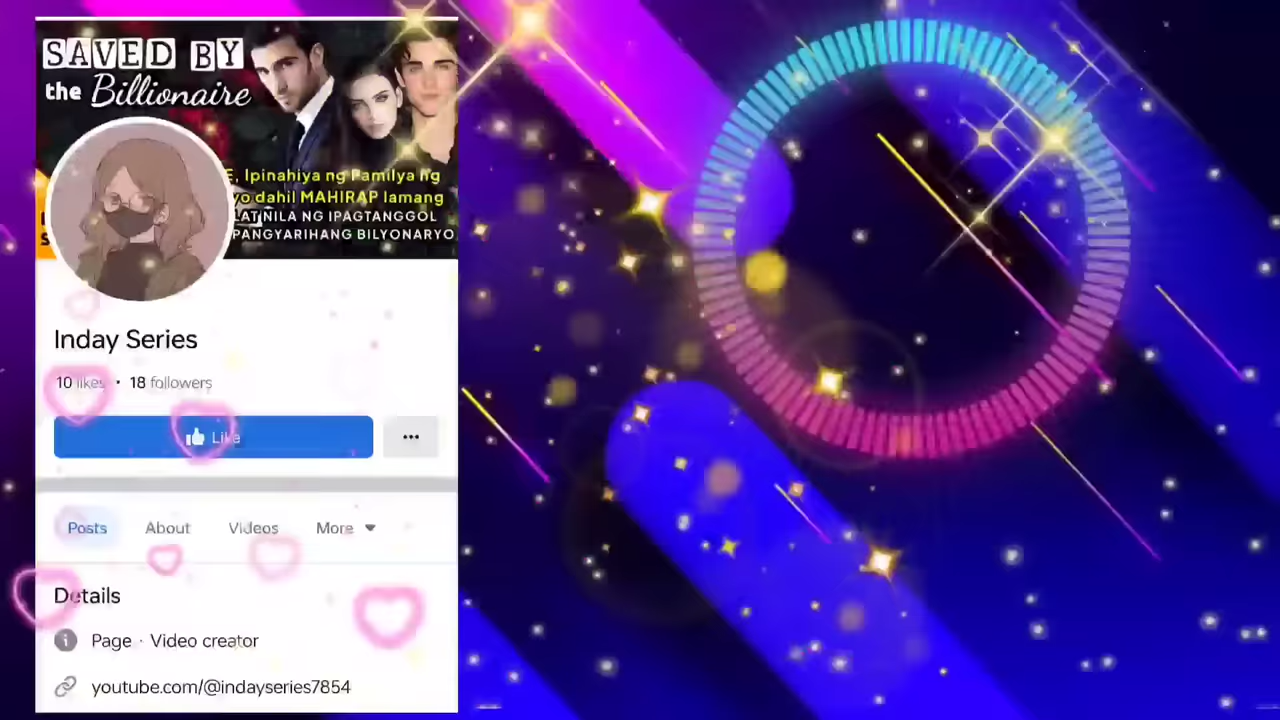 SAVED BY
the Billionaire
E, Ipinahiya ng Pamilya ng
yo dahil MAHIRAP lamang
NILA NG IPAGTANGGOL
PANGYARIHANG BILYONARYO
Inday Series
10 likes · 18 followers
Like
Posts About Videos More
Details
Page · Video creator
youtube.com/@indayseries7854